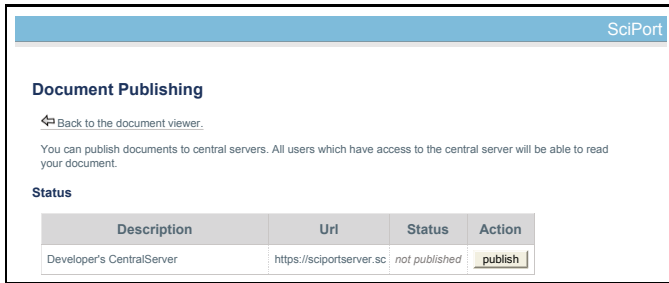 SciPort
Document Publishing
Back to the document viewer.
You can publish documents to central servers. All users which have access to the central server will be able to read
your document.
Status
Description Url Status Action
Developer's CentralServer https://sciportserver.sc not published publish